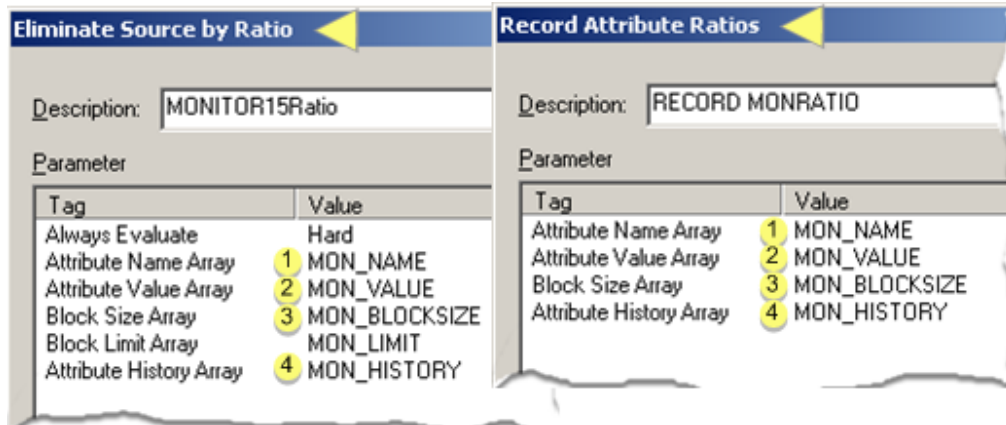 Eliminate Source by Ratio
Description: MONITOR15Ratio
Parameter
Tag Value
Always Evaluate Hard
Attribute Name Array 1 MON_NAME
Attribute Value Array 2 MON_VALUE
Block Size Array 3 MON_BLOCKSIZE
Block Limit Array MON_LIMIT
Attribute History Array 4 MON_HISTORY
Record Attribute Ratios
Description: RECORD MONRATIO
Parameter
Tag Value
Attribute Name Array 1 MON_NAME
Attribute Value Array 2 MON_VALUE
Block Size Array 3 MON_BLOCKSIZE
Attribute History Array 4 MON_HISTORY